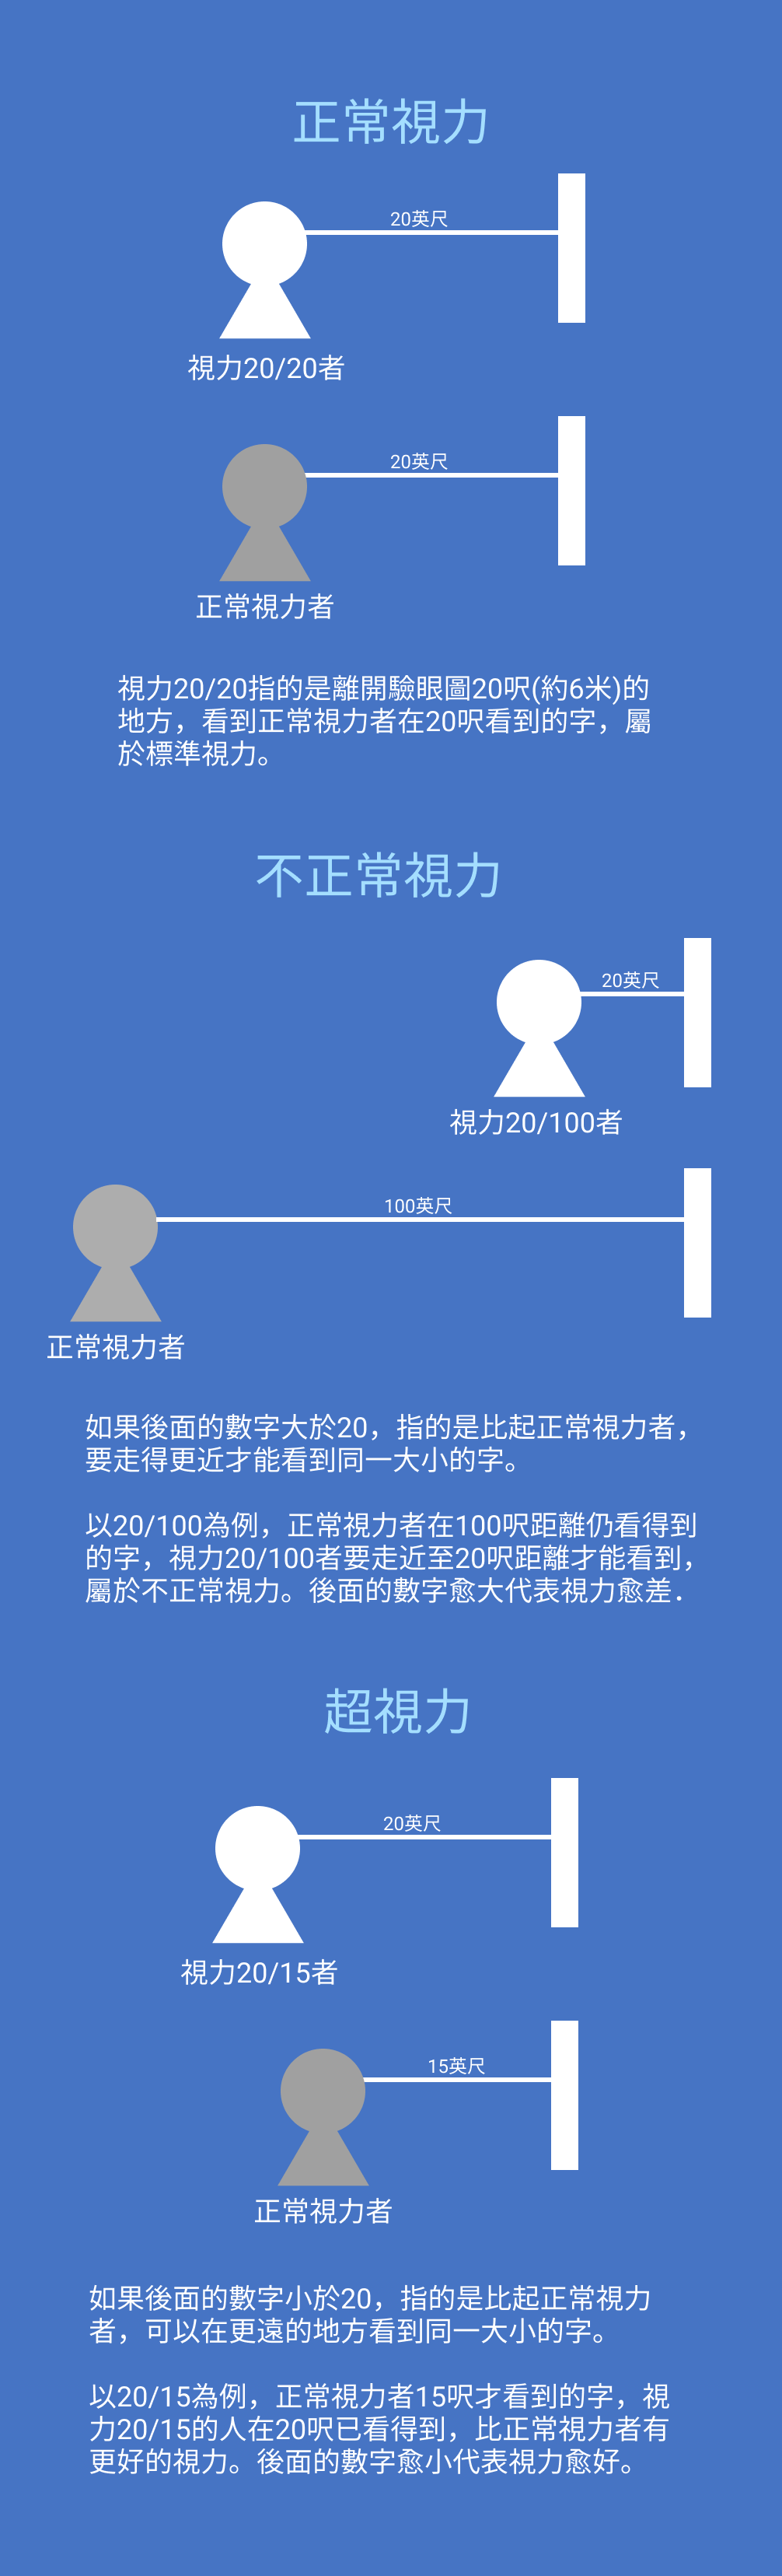 正常視力
20英尺
視力20/20者
20英尺
正常視力者
視力20/20指的是離開驗眼圖20呎(約6米)的
地方，看到正常視力者在20呎看到的字，屬
於標準視力。
不正常視力
20英尺
視力20/100者
100英尺
正常視力者
如果後面的數字大於20，指的是比起正常視力者，
要走得更近才能看到同一大小的字。
以20/100為例，正常視力者在100呎距離仍看得到
的字，視力20/100者要走近至20呎距離才能看到，
屬於不正常視力。後面的數字愈大代表視力愈差．
超視力
20英尺
視力20/15者
15英尺
正常視力者
如果後面的數字小於20，指的是比起正常視力
者，可以在更遠的地方看到同一大小的字。
以20/15為例，正常視力者15呎才看到的字，視
力20/15的人在20呎已看得到，比正常視力者有
更好的視力。後面的數字愈小代表視力愈好。